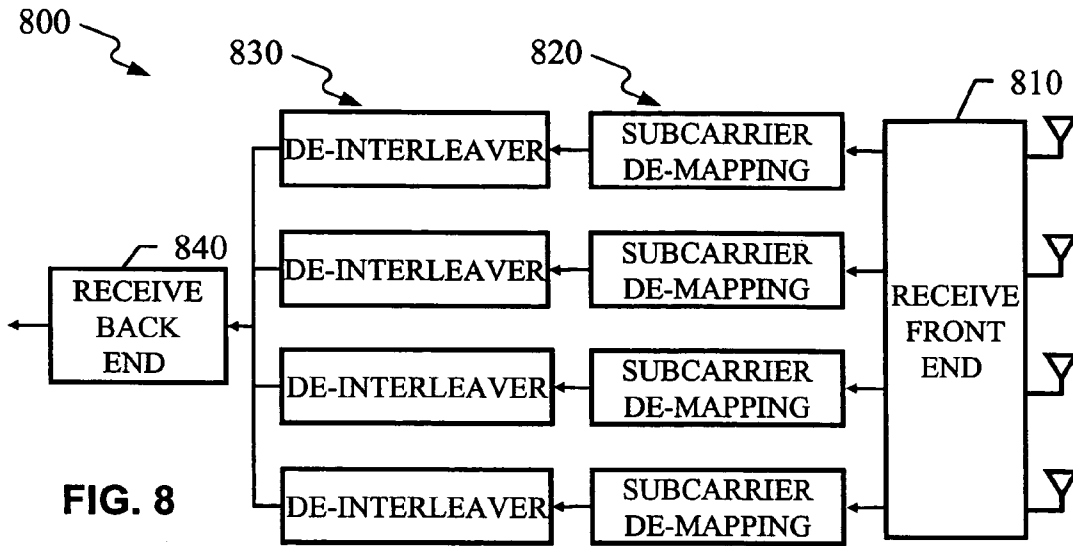 800
830
820
810
DE-INTERLEAVER
SUBCARRIER
DE-MAPPING
DE-INTERLEAVER
SUBCARRIER
DE-MAPPING
840
RECEIVE
BACK
END
RECEIVE
FRONT
END
DE-INTERLEAVER
SUBCARRIER
DE-MAPPING
DE-INTERLEAVER
SUBCARRIER
DE-MAPPING
FIG. 8